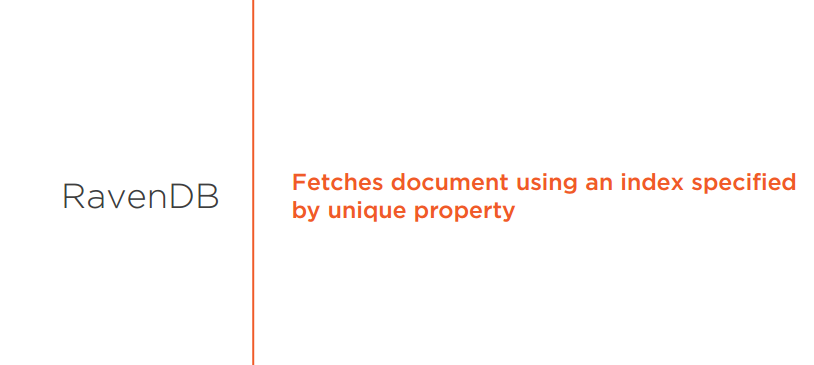 RavenDB
Fetches document using an index specified
by unique property